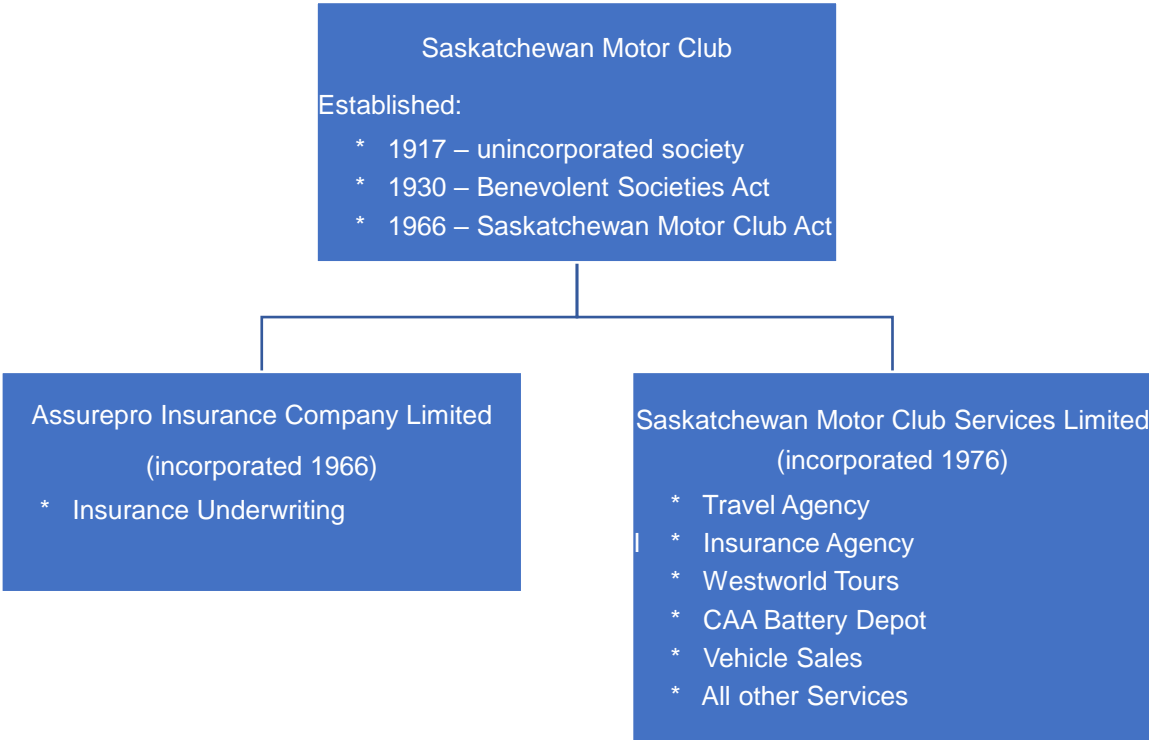 Saskatchewan Motor Club
Established:
* 1917 – unincorporated society
* 1930 – Benevolent Societies Act
* 1966 – Saskatchewan Motor Club Act
Assurepro Insurance Company Limited
(incorporated 1966)
* Insurance Underwriting
Saskatchewan Motor Club Services Limited
(incorporated 1976)
* Travel Agency
I * Insurance Agency
* Westworld Tours
* CAA Battery Depot
* Vehicle Sales
* All other Services